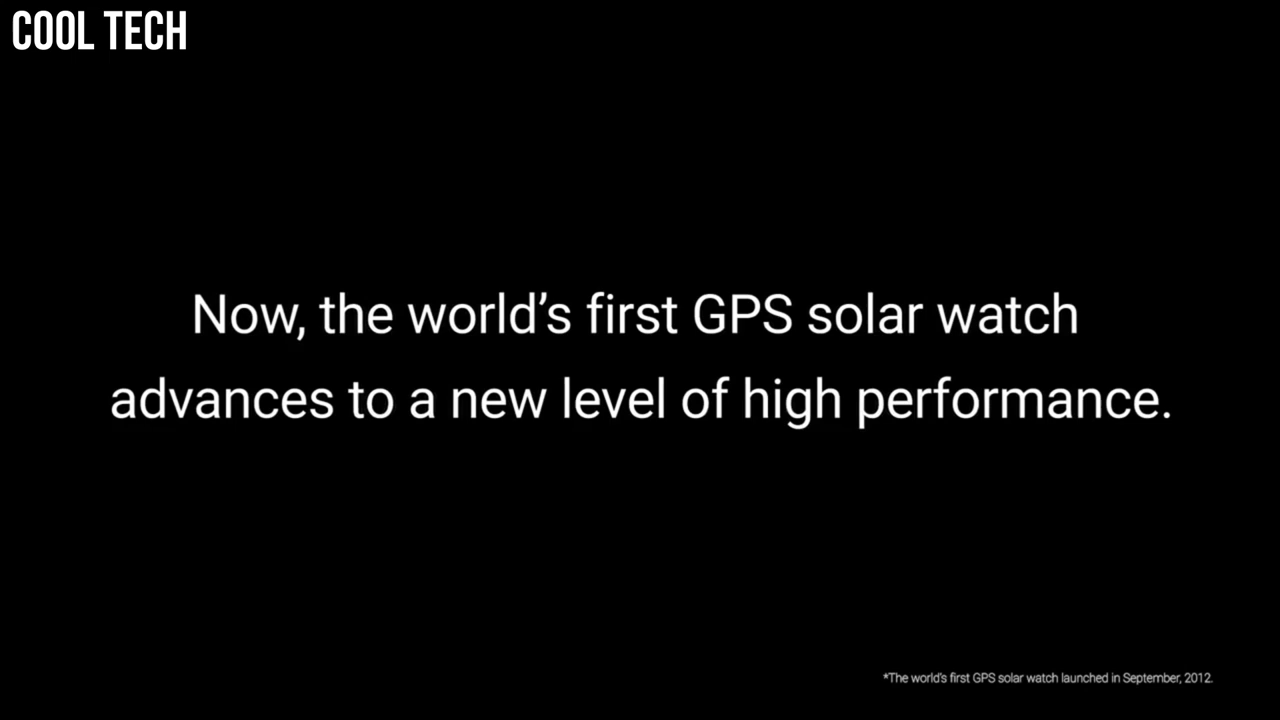 COOL TECH
Now, the world’s first GPS solar watch
advances to a new level of high performance.
*The world's first GPS solar watch launched in September, 2012.